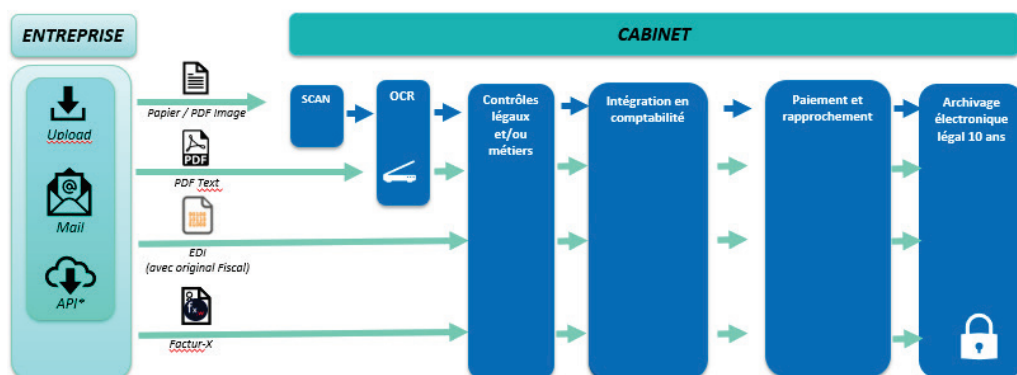 ENTREPRISE
CABINET
Upload
@
Mail
API*
Papier / PDF Image
PDF
PDF Text
EDI
(avec original Fiscal)
Factur-X
SCAN
OCR
Contrôles
légaux
et/ou
métiers
Intégration en
comptabilité
Paiement et
rapprochement
Archivage
électronique
légal 10 ans